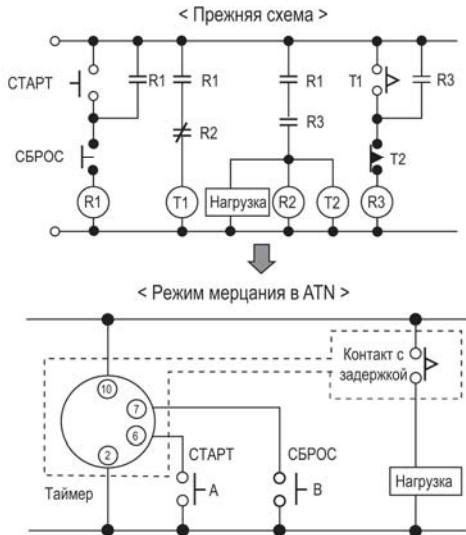 < Прежняя схема >
СТАРТ
R1
R1
R1
T1
R3
R2
R3
СБРОС
T2
R1
T1
Нагрузка
R2
T2
R3
< Режим мерцания в ATN >
Контакт с
задержкой
10
7
6
2
СТАРТ
СБРОС
A
B
Таймер
Нагрузка